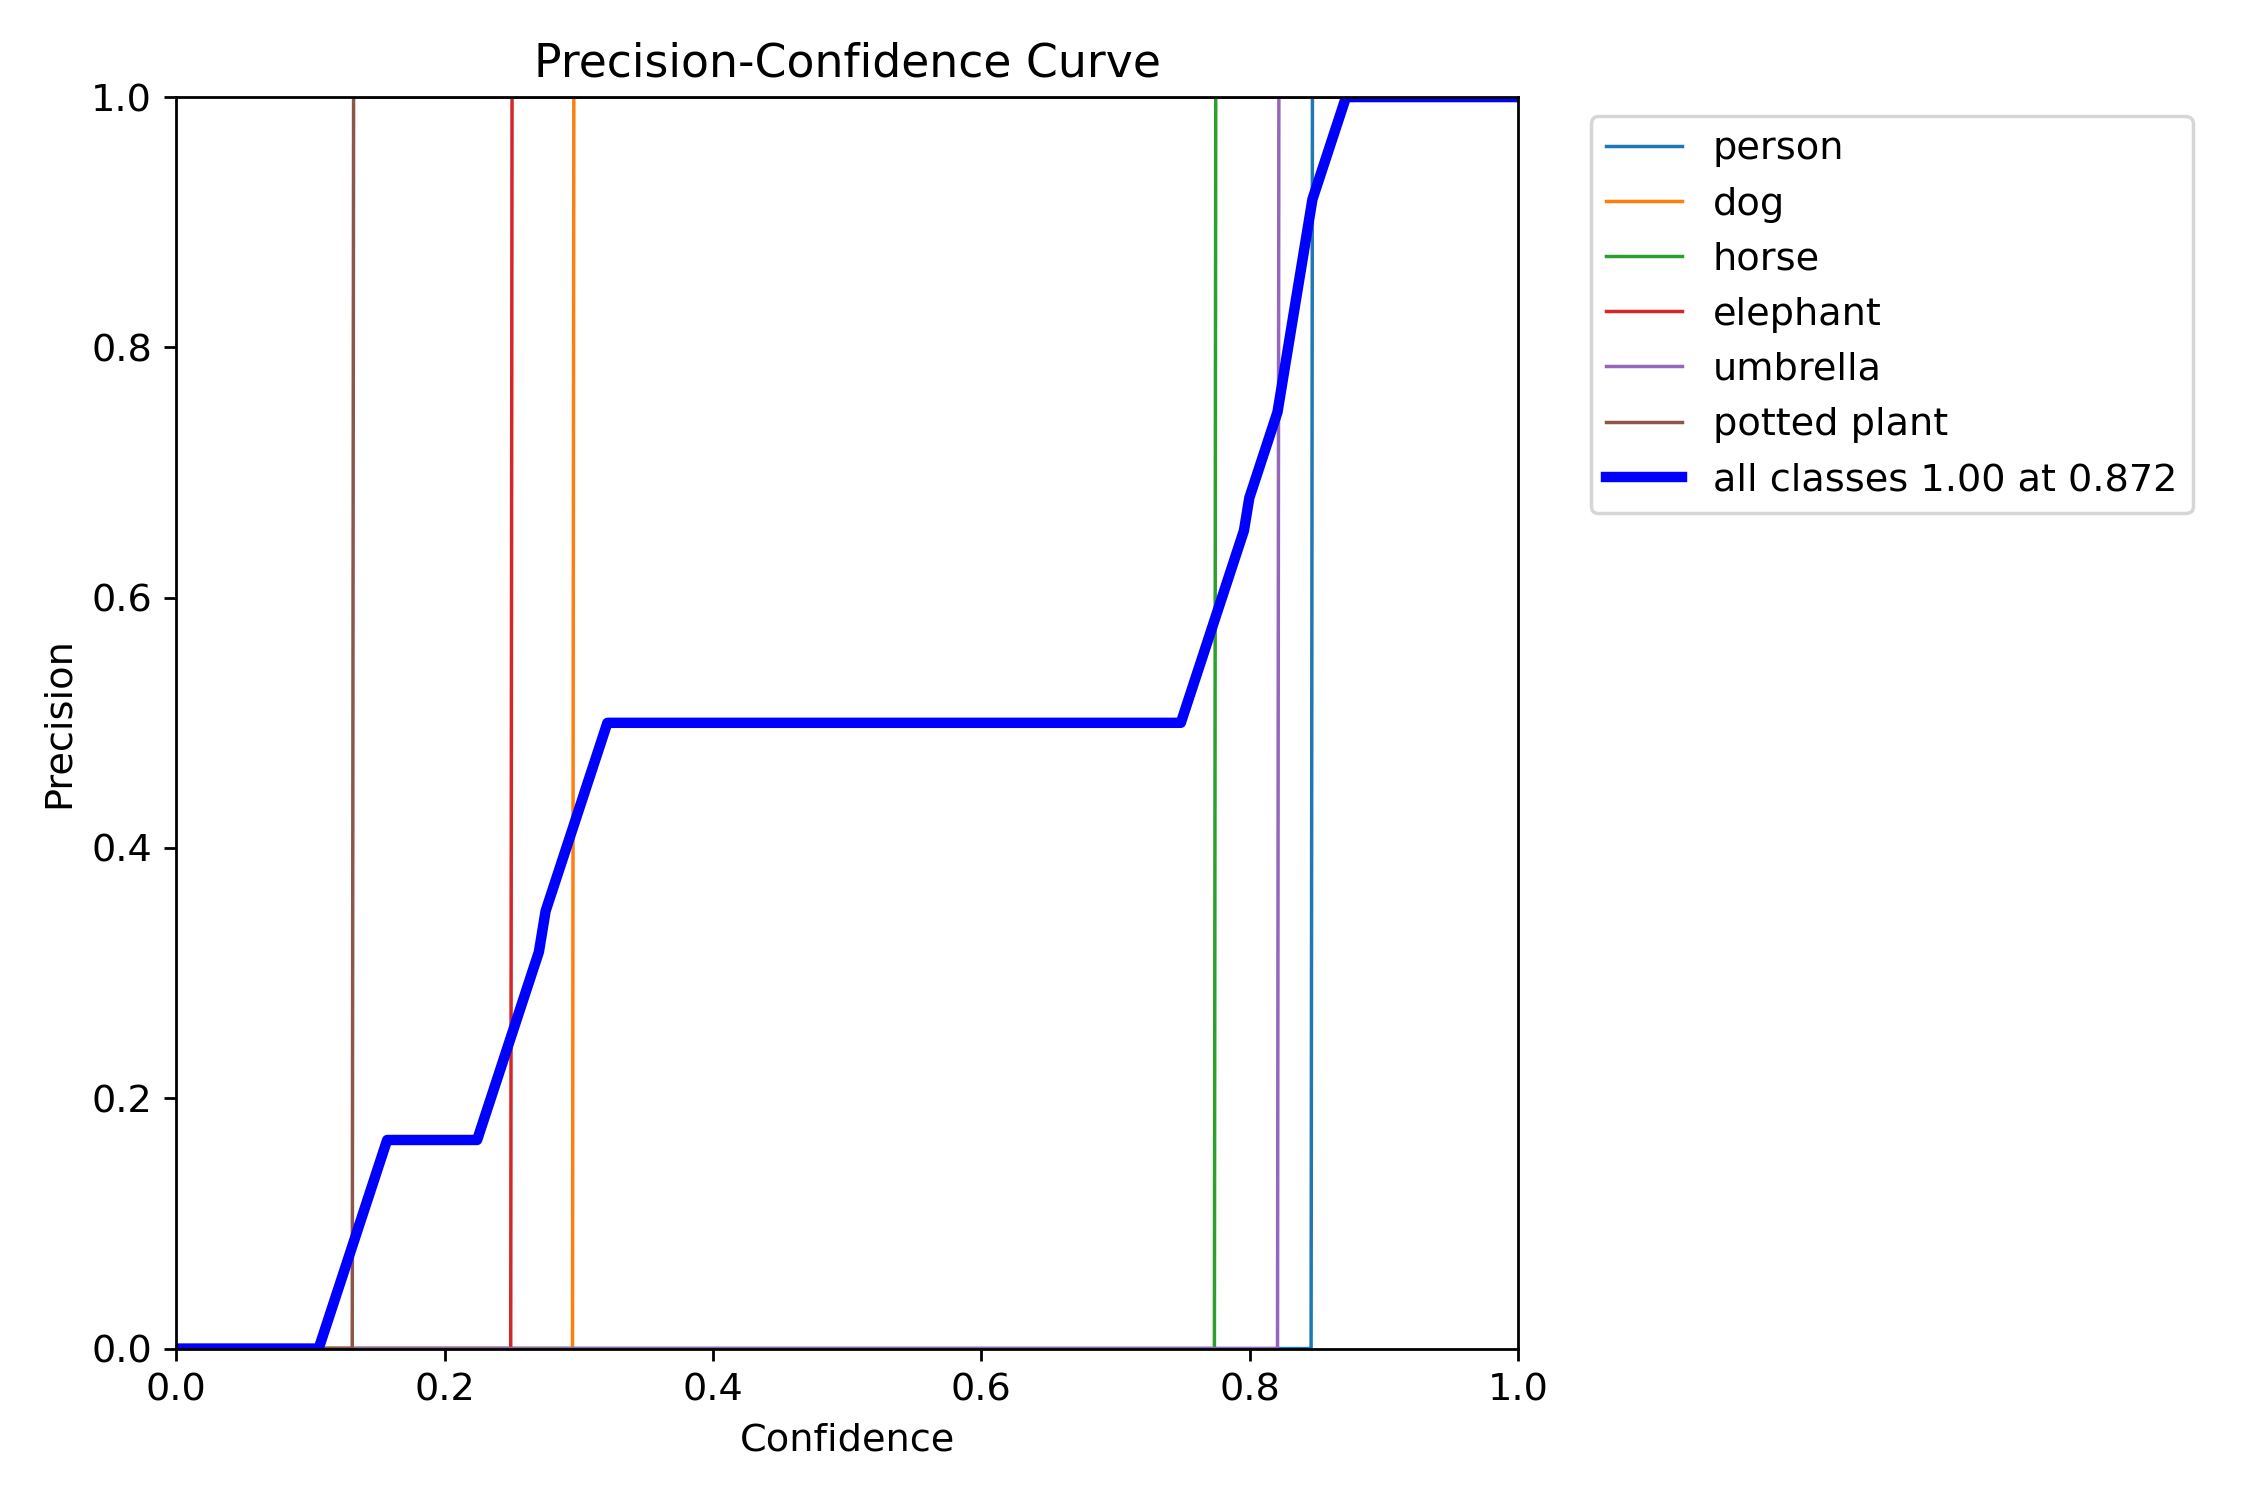 Precision-Confidence Curve
1.0
0.8
0.6
0.4
0.2
0.0
Precision
0.0 0.2 0.4 0.6 0.8 1.0
Confidence
person
dog
horse
elephant
umbrella
potted plant
all classes 1.00 at 0.872